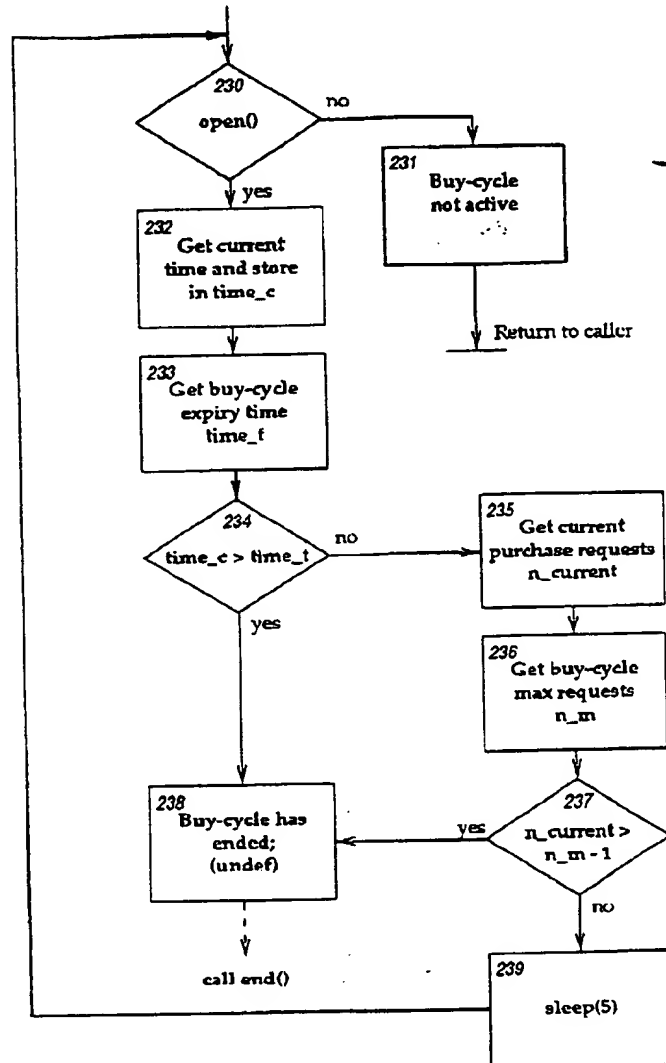 230
open()
no
yes
231
Buy-cycle
not active
232
Get current
time and store
in time_c
Return to caller
233
Get buy-cycle
expiry time
time_t
234
time_c > time_t
no
yes
235
Get current
purchase requests
n_current
236
Get buy-cycle
max requests
n_m
237
n_current >
n_m - 1
yes
no
238
Buy-cycle has
ended;
(undef)
call end()
239
sleep(5)